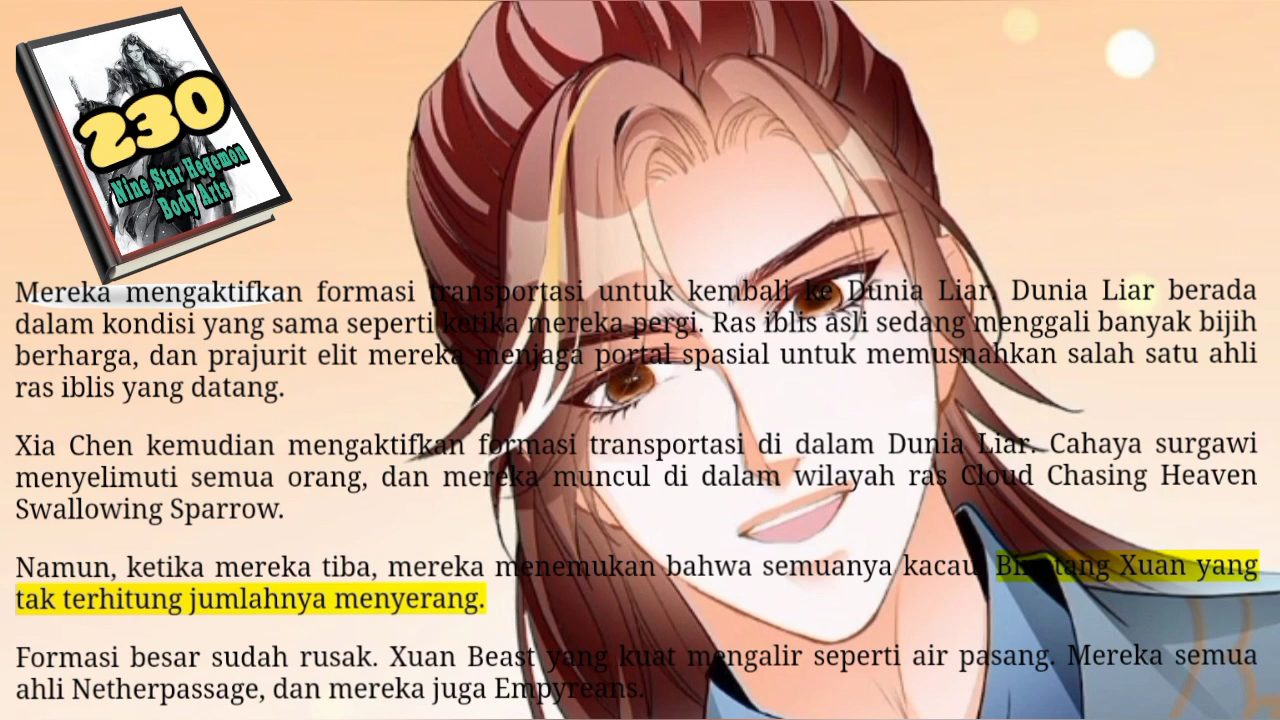 230
Nine Star Hegemon
Body Arts
Mereka mengaktifkan formasi transportasi untuk kembali ke Dunia Liar. Dunia Liar berada
dalam kondisi yang sama seperti ketika mereka pergi. Ras iblis asli sedang menggali banyak bijih
berharga, dan prajurit elit mereka menjaga portal spasial untuk memusnahkan salah satu ahli
ras iblis yang datang.
Xia Chen kemudian mengaktifkan formasi transportasi di dalam Dunia Liar. Cahaya surgawi
menyelimuti semua orang, dan mereka muncul di dalam wilayah ras Cloud Chasing Heaven
Swallowing Sparrow.
Namun, ketika mereka tiba, mereka menemukan bahwa semuanya kacau. Binatang Xuan yang
tak terhitung jumlahnya menyerang.
Formasi besar sudah rusak. Xuan Beast yang kuat mengalir seperti air pasang. Mereka semua
ahli Netherpassage, dan mereka juga Empyreans.